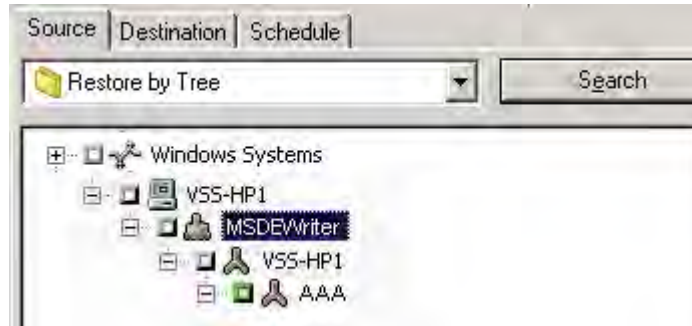 Source Destination Schedule
Restore by Tree Search
Windows Systems
VSS-HP1
MSDEWriter
VSS-HP1
AAA